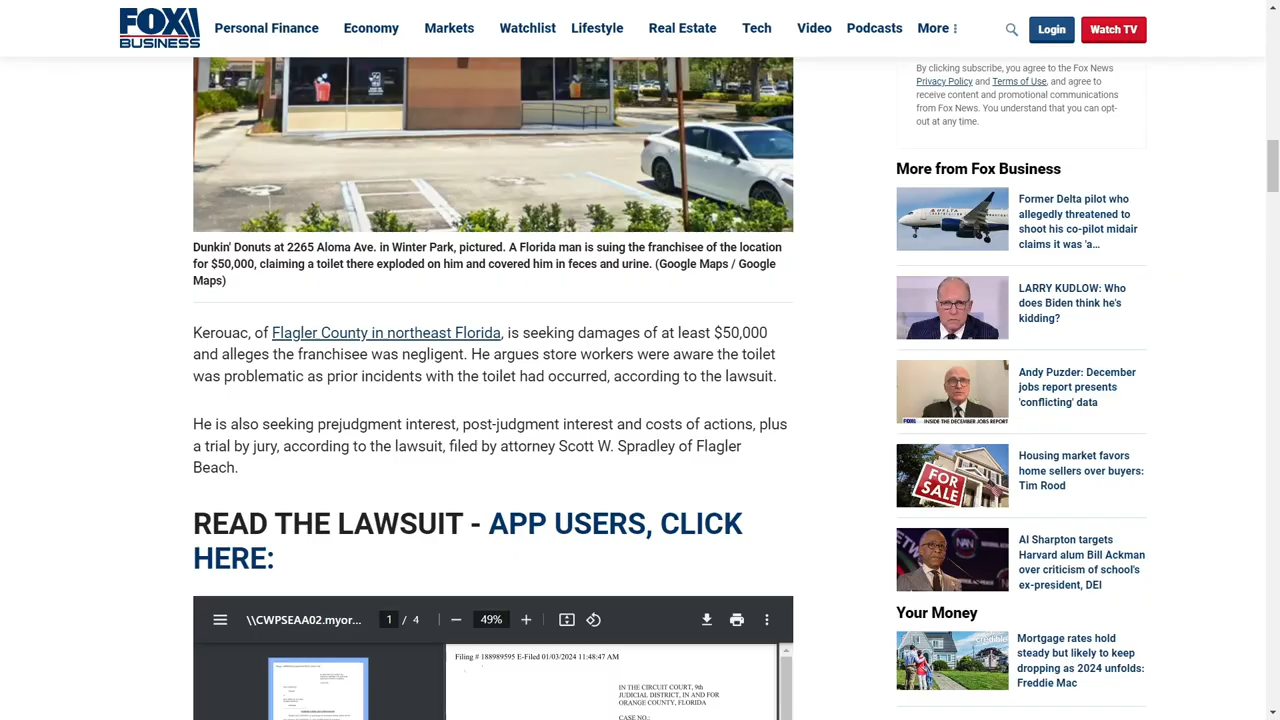 FOX
BUSINESS
Personal Finance
Economy
Markets
Watchlist
Lifestyle
Real Estate
Tech
Video
Podcasts
More
Login
Watch TV
Dunkin' Donuts at 2265 Aloma Ave. in Winter Park, pictured. A Florida man is suing the franchisee of the location
for $50,000, claiming a toilet there exploded on him and covered him in feces and urine. (Google Maps / Google
Maps)
Kerouac, of Flagler County in northeast Florida, is seeking damages of at least $50,000
and alleges the franchisee was negligent. He argues store workers were aware the toilet
was problematic as prior incidents with the toilet had occurred, according to the lawsuit.
He is also seeking prejudgment interest, post-judgment interest and costs of actions, plus
a trial by jury, according to the lawsuit, filed by attorney Scott W. Spradley of Flagler
Beach.
READ THE LAWSUIT - APP USERS, CLICK
HERE:
\\CWPSEAA02.myor...
1 / 4
49%
Filing # 188989595 E-Filed 01/03/2024 11:48:47 AM
IN THE CIRCUIT COURT, 9th
JUDICIAL DISTRICT, IN AND FOR
ORANGE COUNTY, FLORIDA
CASE NO.:
By clicking subscribe, you agree to the Fox News
Privacy Policy and Terms of Use, and agree to
receive content and promotional communications
from Fox News. You understand that you can opt-
out at any time.
More from Fox Business
DELTA
Former Delta pilot who
allegedly threatened to
shoot his co-pilot midair
claims it was 'a...
LARRY KUDLOW: Who
does Biden think he's
kidding?
FOX INSIDE THE DECEMBER JOBS REPORT
Andy Puzder: December
jobs report presents
'conflicting' data
FOR
SALE
Housing market favors
home sellers over buyers:
Tim Rood
NAN
Al Sharpton targets
Harvard alum Bill Ackman
over criticism of school's
ex-president, DEI
Your Money
credible
Mortgage rates hold
steady but likely to keep
dropping as 2024 unfolds:
Freddie Mac